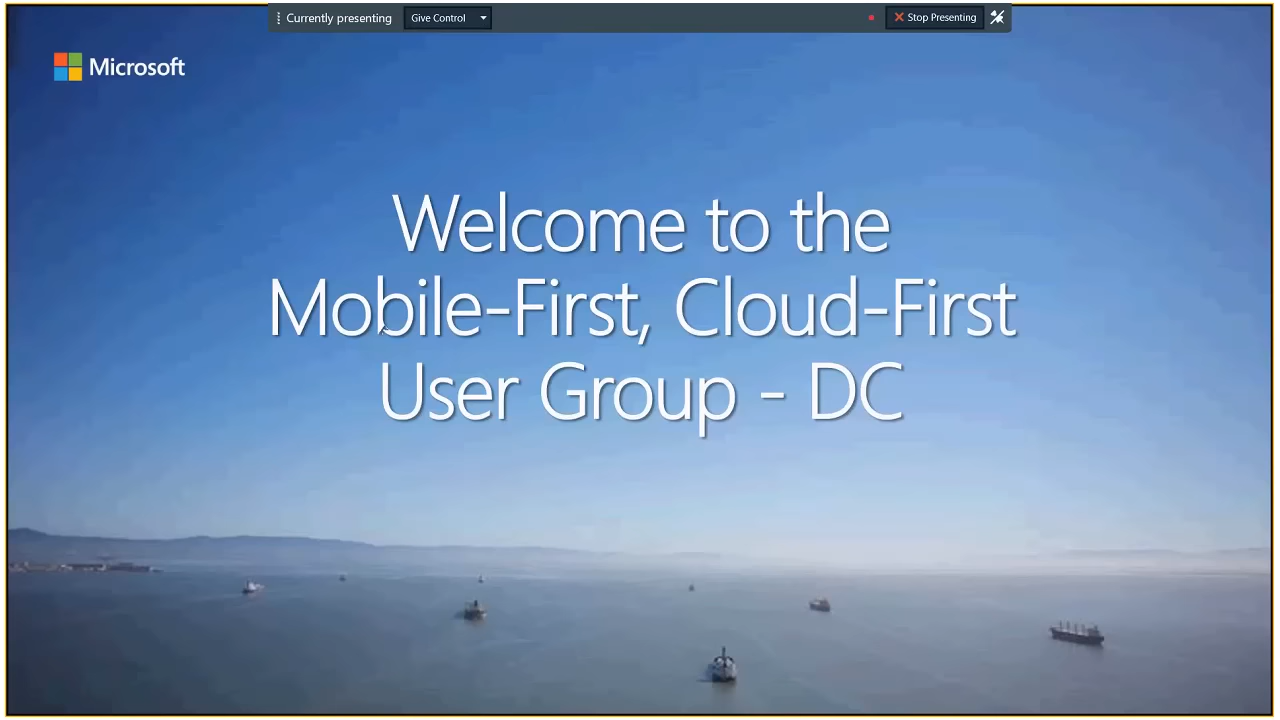 Currently presenting
Give Control
Stop Presenting
Microsoft
Welcome to the
Mobile-First, Cloud-First
User Group - DC